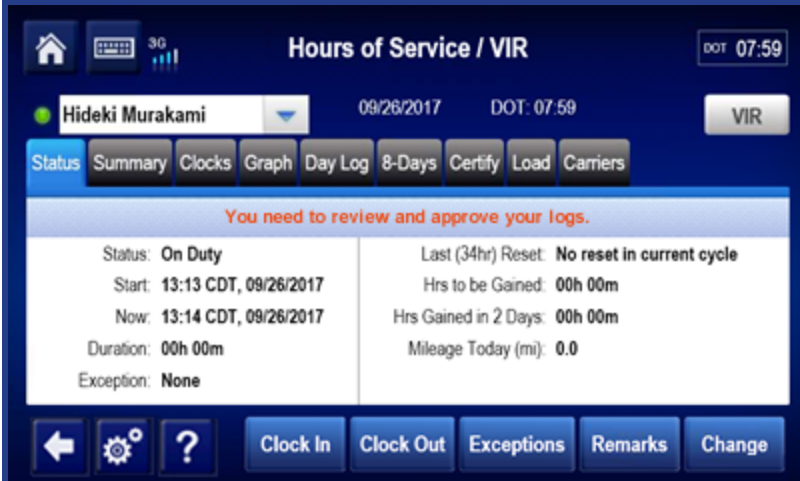 3G Hours of Service / VIR DOT 07:59
Hideki Murakami 09/26/2017 DOT: 07:59 VIR
Status Summary Clocks Graph Day Log 8-Days Certify Load Carriers
You need to review and approve your logs.
Status: On Duty
Start: 13:13 CDT, 09/26/2017
Now: 13:14 CDT, 09/26/2017
Duration: 00h 00m
Exception: None
Last (34hr) Reset: No reset in current cycle
Hrs to be Gained: 00h 00m
Hrs Gained in 2 Days: 00h 00m
Mileage Today (mi): 0.0
? Clock In Clock Out Exceptions Remarks Change